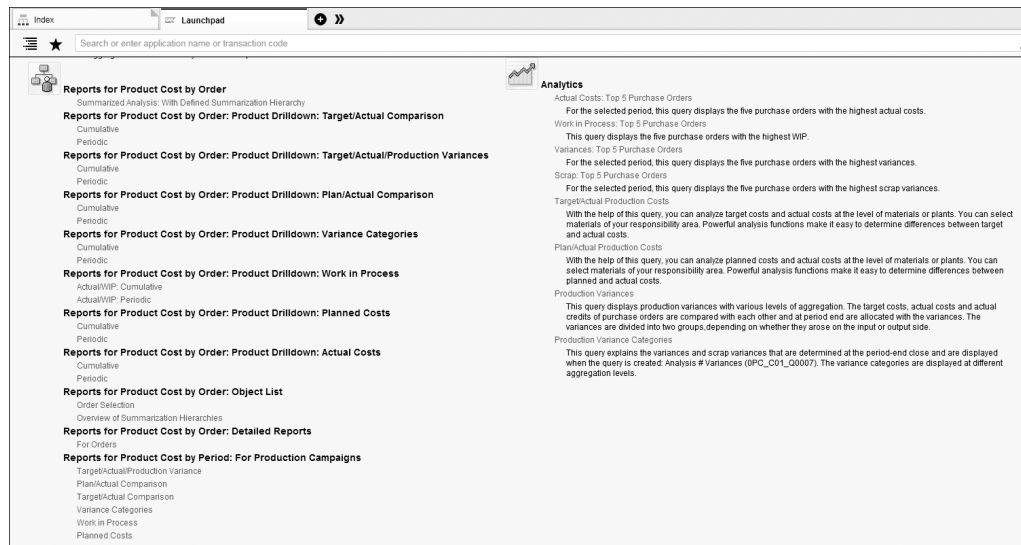 Index
Launchpad
Search or enter application name or transaction code
Reports for Product Cost by Order
Summarized Analysis: With Defined Summarization Hierarchy
Reports for Product Cost by Order: Product Drilldown: Target/Actual Comparison
Cumulative
Periodic
Reports for Product Cost by Order: Product Drilldown: Target/Actual/Production Variances
Cumulative
Periodic
Reports for Product Cost by Order: Product Drilldown: Plan/Actual Comparison
Cumulative
Periodic
Reports for Product Cost by Order: Product Drilldown: Variance Categories
Cumulative
Periodic
Reports for Product Cost by Order: Product Drilldown: Work in Process
Actual/WIP: Cumulative
Actual/WIP: Periodic
Reports for Product Cost by Order: Product Drilldown: Planned Costs
Cumulative
Periodic
Reports for Product Cost by Order: Product Drilldown: Actual Costs
Cumulative
Periodic
Reports for Product Cost by Order: Object List
Order Selection
Overview of Summarization Hierarchies
Reports for Product Cost by Order: Detailed Reports
For Orders
Reports for Product Cost by Period: For Production Campaigns
Target/Actual/Production Variance
Plan/Actual Comparison
Target/Actual Comparison
Variance Categories
Work in Process
Planned Costs
Analytics
Actual Costs: Top 5 Purchase Orders
For the selected period, this query displays the five purchase orders with the highest actual costs.
Work in Process: Top 5 Purchase Orders
This query displays the five purchase orders with the highest WIP.
Variances: Top 5 Purchase Orders
For the selected period, this query displays the five purchase orders with the highest variances.
Scrap: Top 5 Purchase Orders
For the selected period, this query displays the five purchase orders with the highest scrap variances.
Target/Actual Production Costs
With the help of this query, you can analyze target costs and actual costs at the level of materials or plants. You can select
materials of your responsibility area. Powerful analysis functions make it easy to determine differences between target
and actual costs.
Plan/Actual Production Costs
With the help of this query, you can analyze planned costs and actual costs at the level of materials or plants. You can
select materials of your responsibility area. Powerful analysis functions make it easy to determine differences between
planned and actual costs.
Production Variances
This query displays production variances with various levels of aggregation. The target costs, actual costs and actual
credits of purchase orders are compared with each other and at period end are allocated with the variances. The
variances are divided into two groups,depending on whether they arose on the input or output side.
Production Variance Categories
This query explains the variances and scrap variances that are determined at the period-end close and are displayed
when the query is created: Analysis # Variances (0PC_C01_Q0007). The variance categories are displayed at different
aggregation levels.